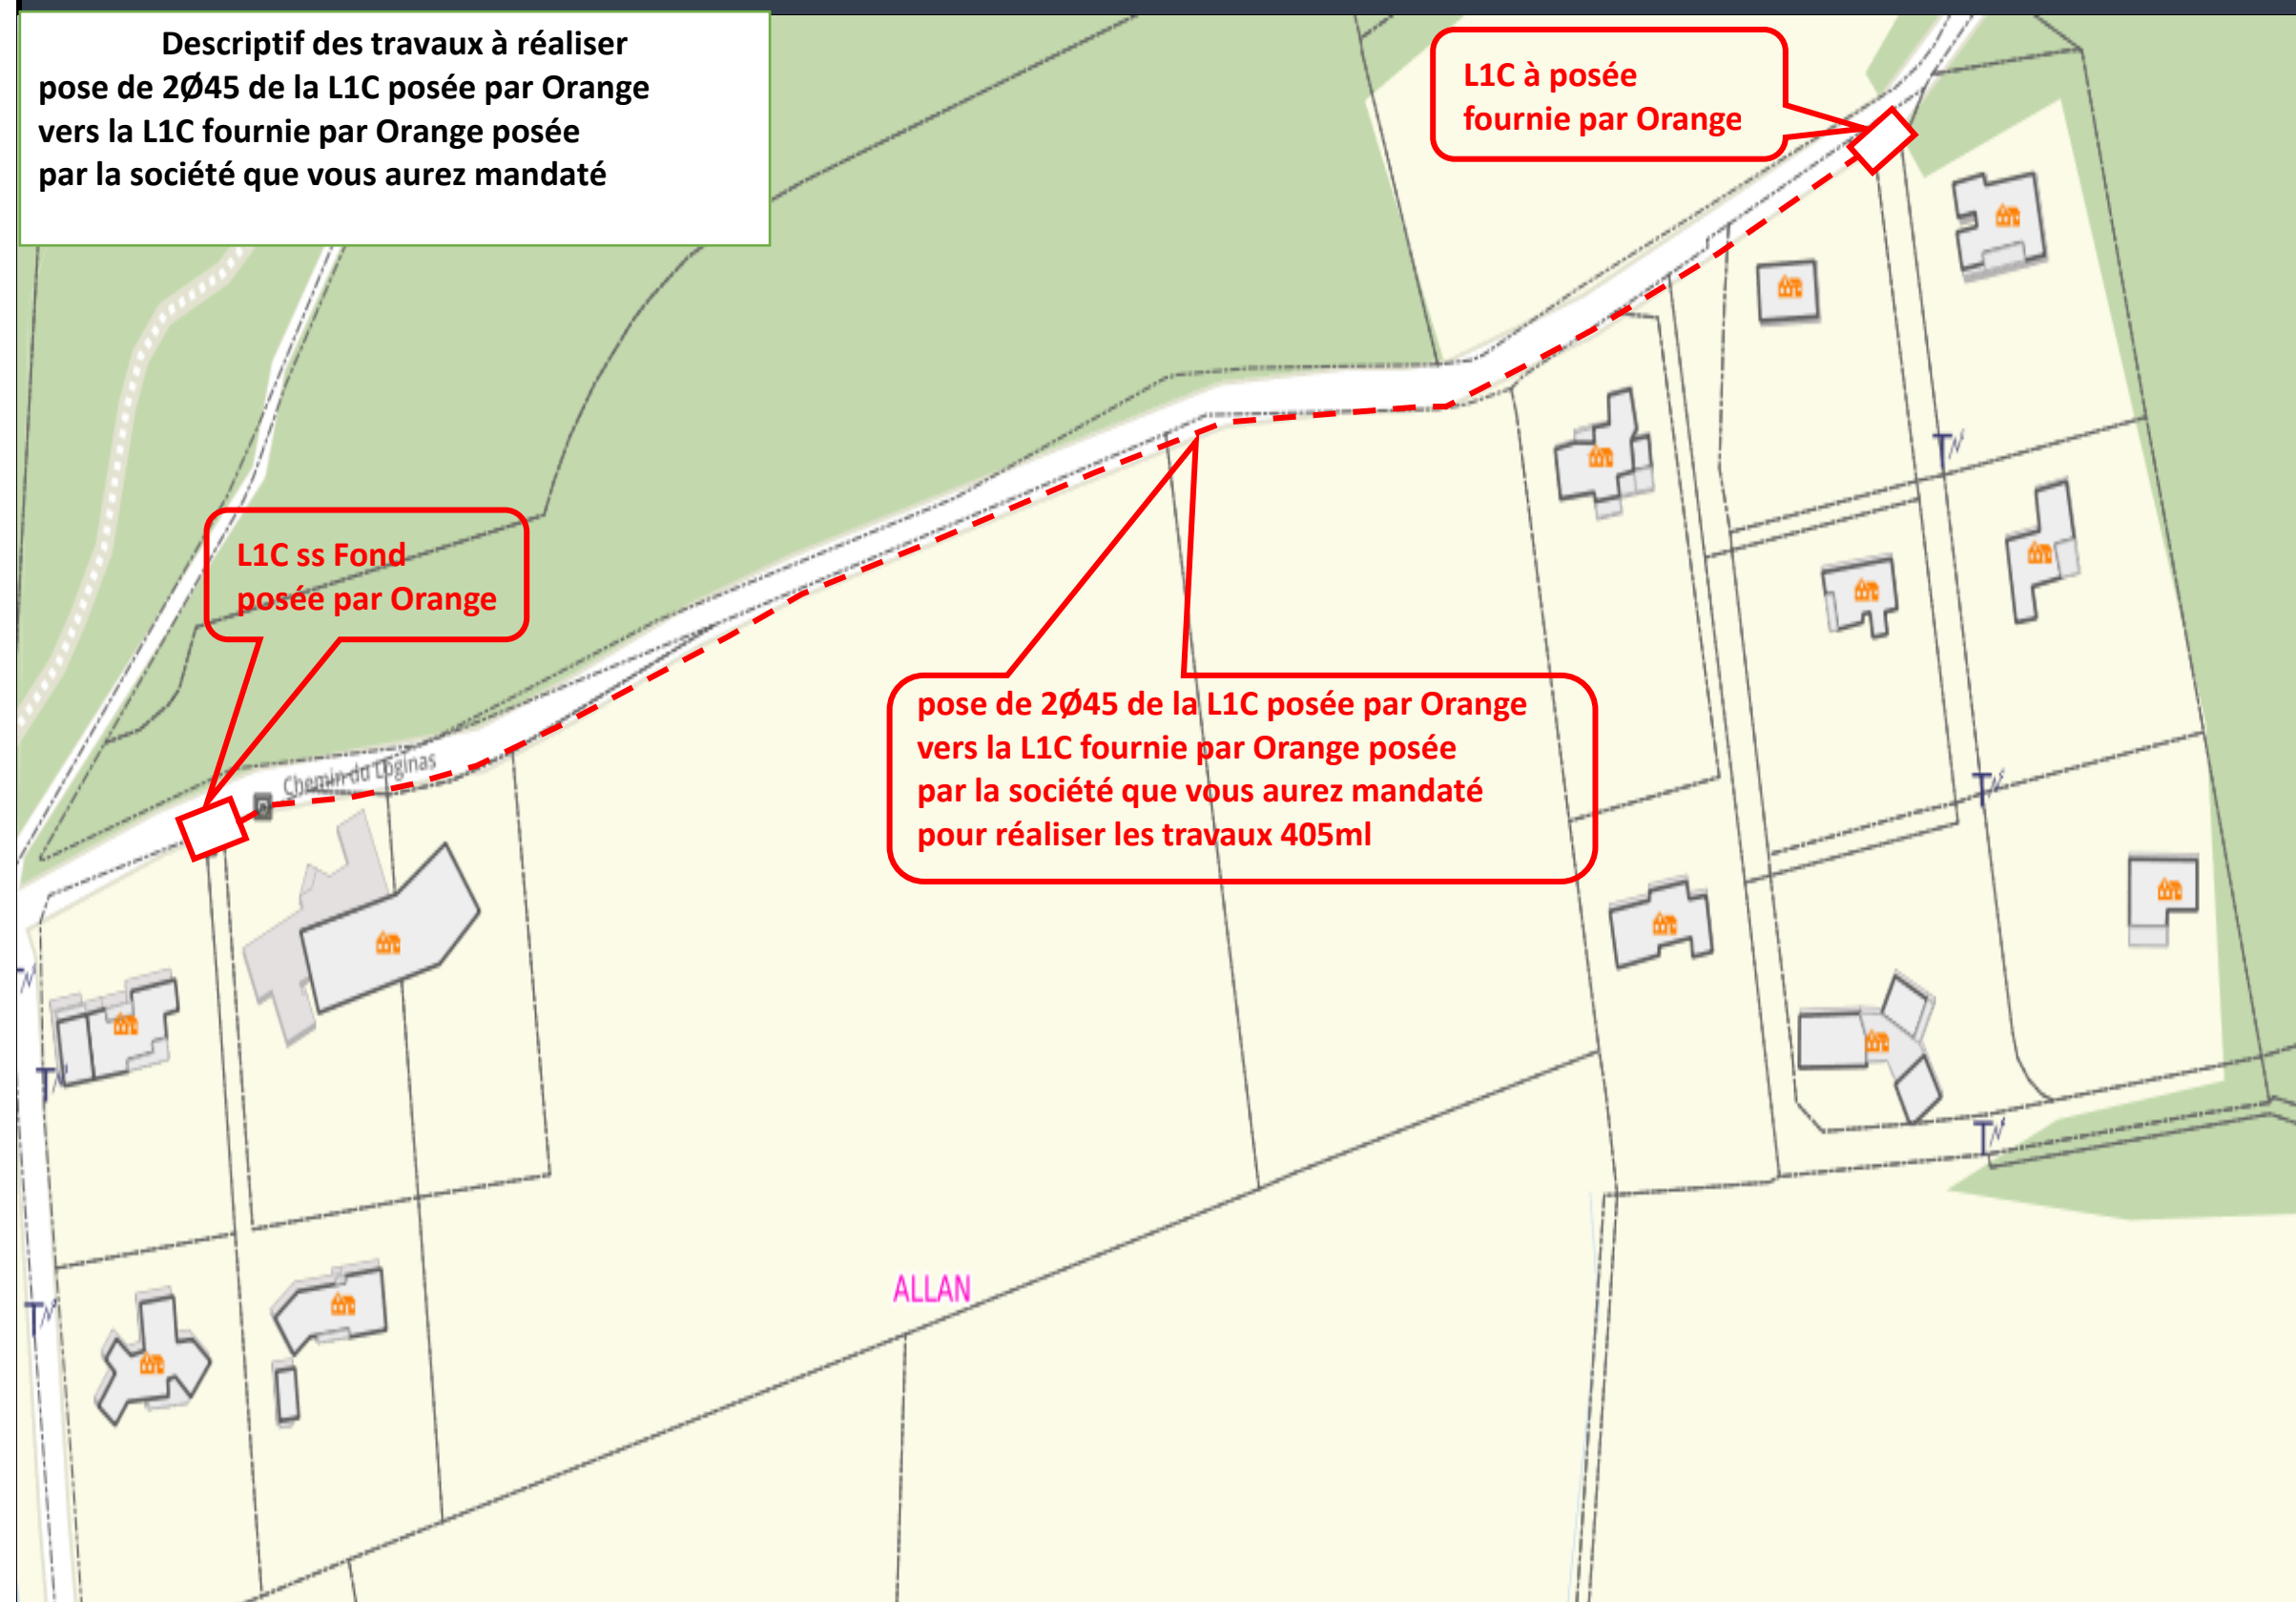 Descriptif des travaux à réaliser
pose de 2Ø45 de la L1C posée par Orange
vers la L1C fournie par Orange posée
par la société que vous aurez mandaté
L1C à posée
fournie par Orange
L1C ss Fond
posée par Orange
pose de 2Ø45 de la L1C posée par Orange
vers la L1C fournie par Orange posée
par la société que vous aurez mandaté
pour réaliser les travaux 405ml
Chemin du Loginas
ALLAN